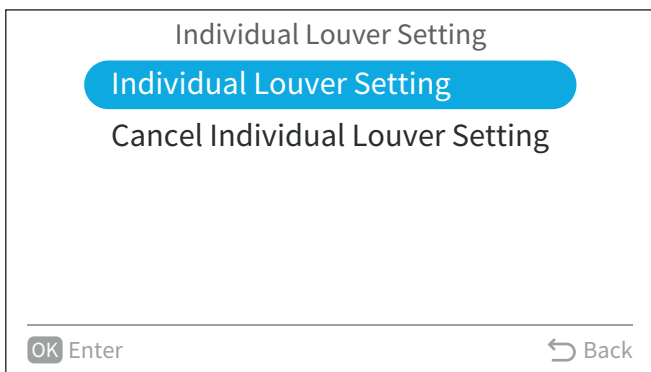 Individual Louver Setting
Individual Louver Setting
Cancel Individual Louver Setting
OK Enter
Back